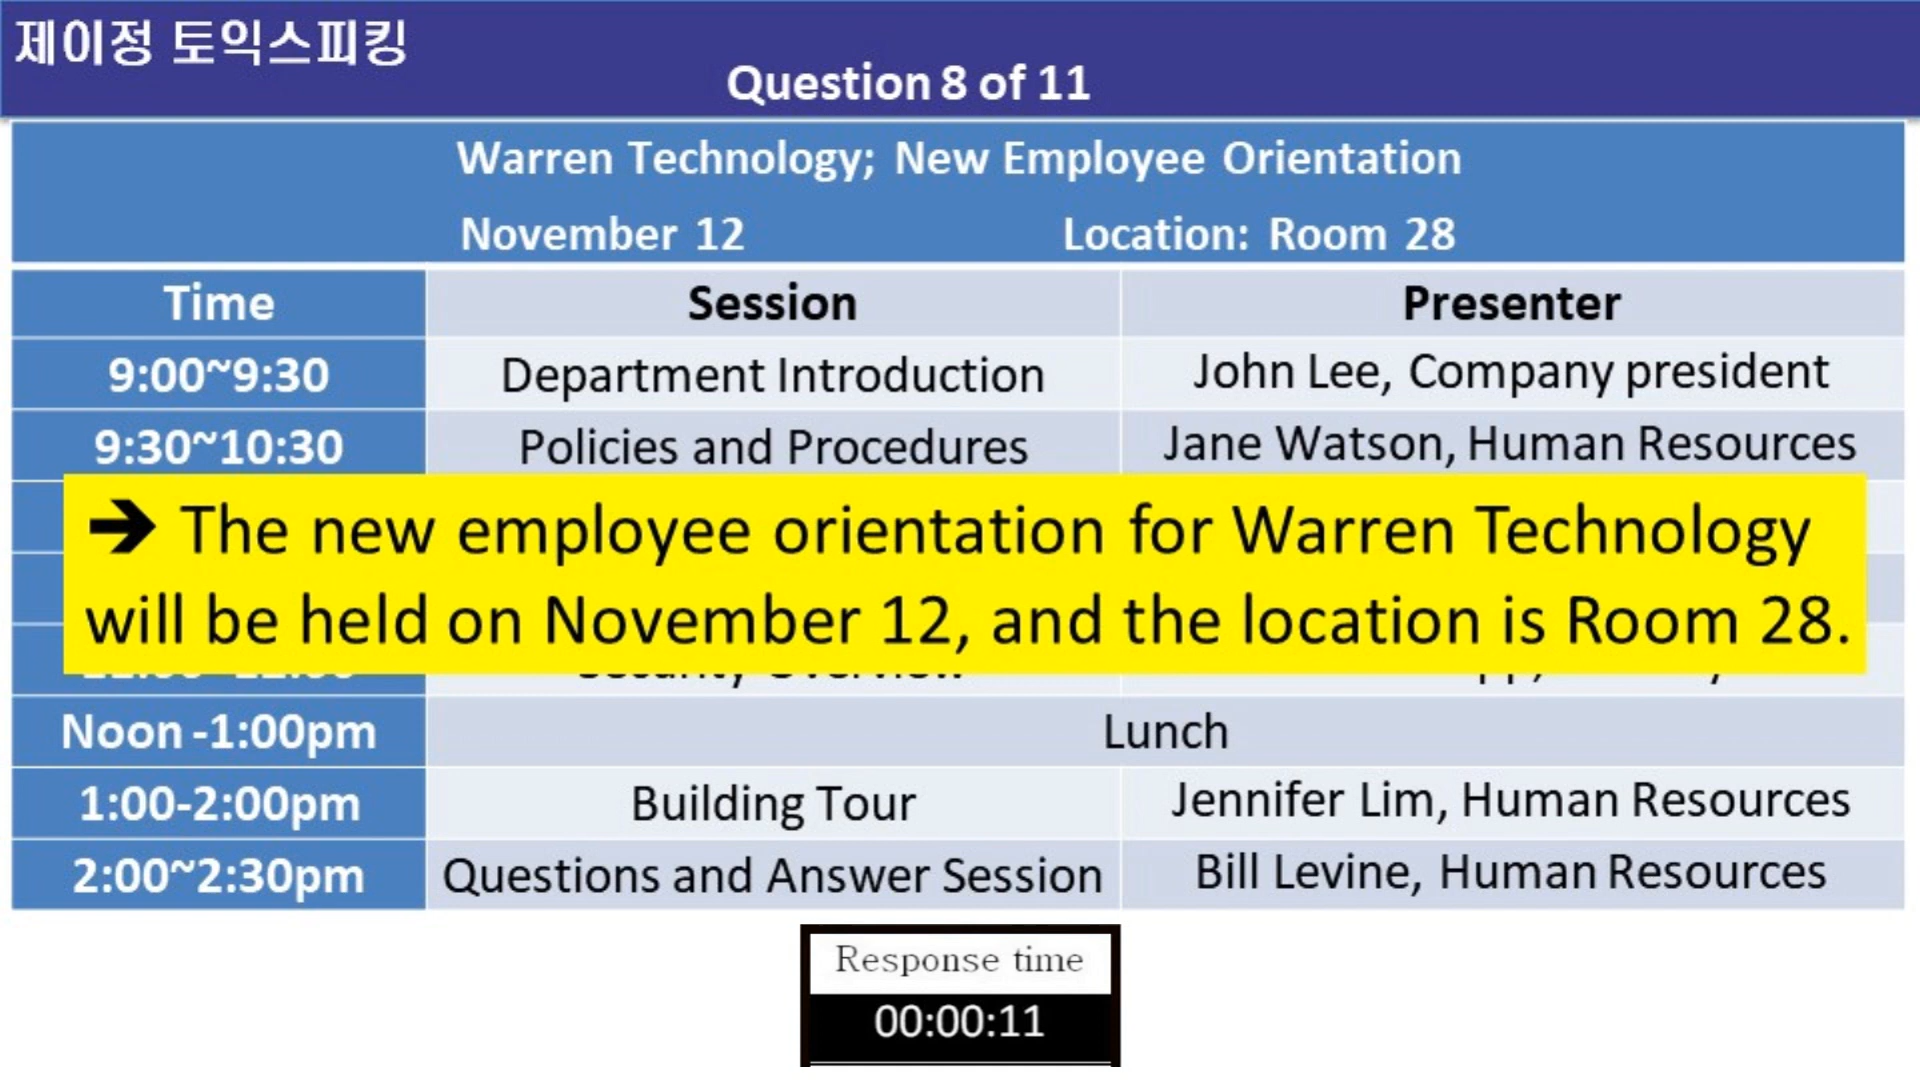 제이정 토익스피킹
Question 8 of 11
Warren Technology; New Employee Orientation
November 12 Location: Room 28
Time Session Presenter
9:00~9:30 Department Introduction John Lee, Company president
9:30~10:30 Policies and Procedures Jane Watson, Human Resources
➔ The new employee orientation for Warren Technology
will be held on November 12, and the location is Room 28.
Security Overview
Noon -1:00pm Lunch
1:00-2:00pm Building Tour Jennifer Lim, Human Resources
2:00~2:30pm Questions and Answer Session Bill Levine, Human Resources
Response time
00:00:11